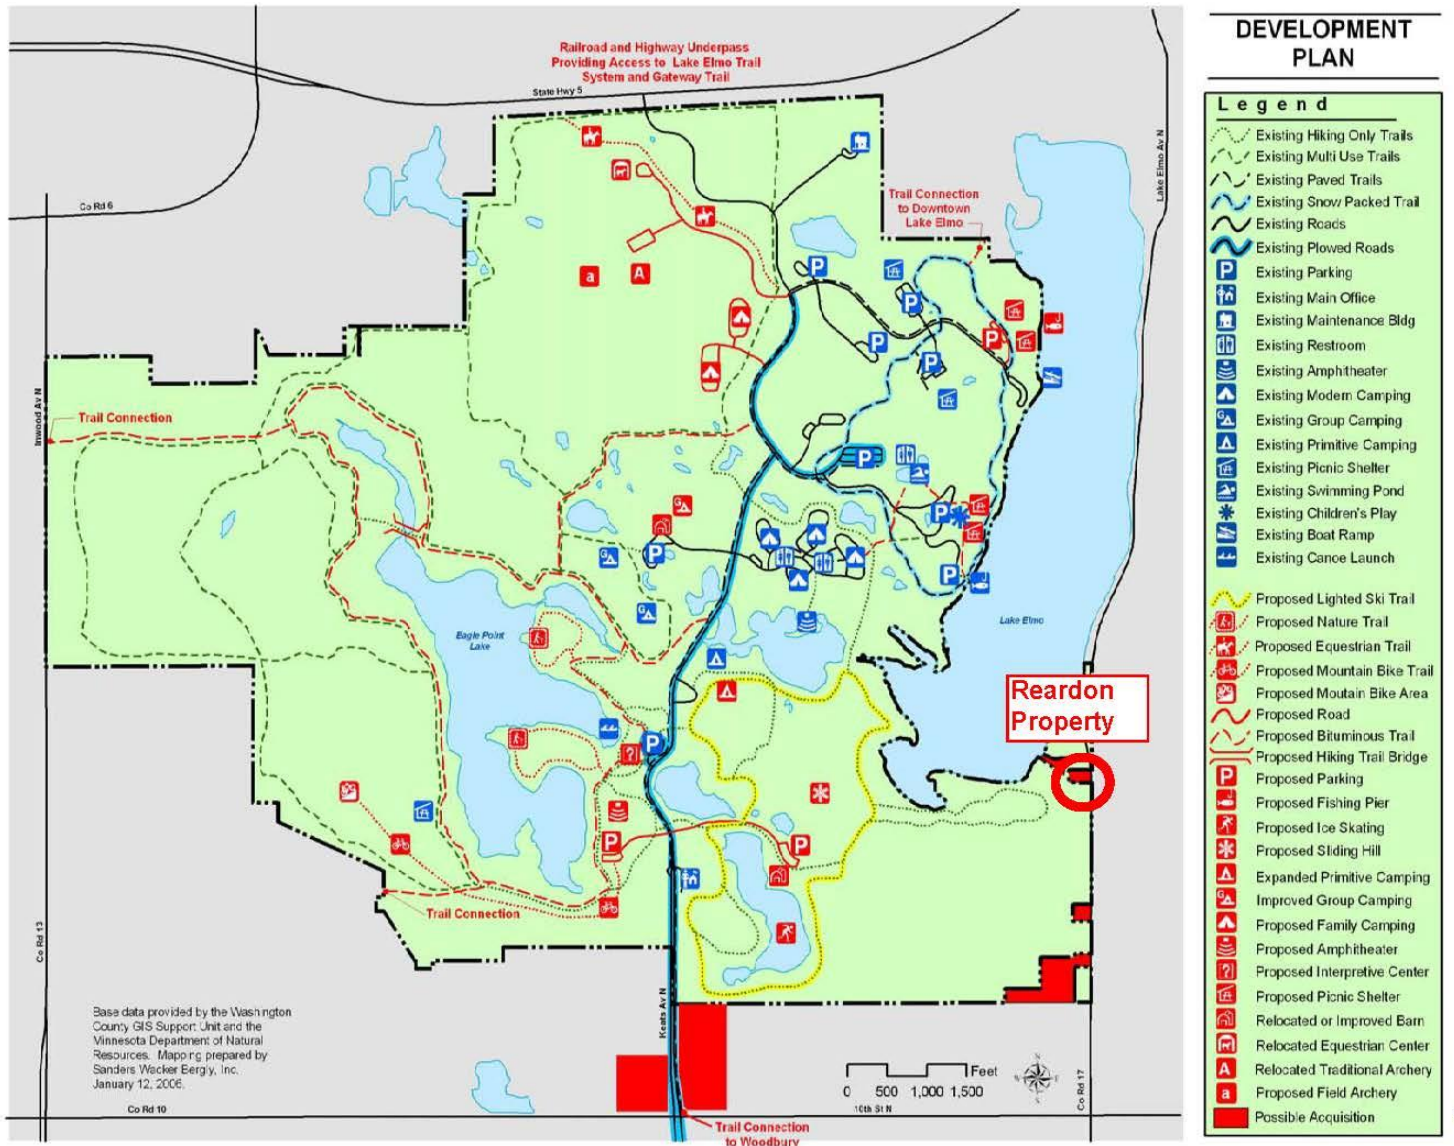 DEVELOPMENT
PLAN
Legend
Existing Hiking Only Trails
Existing Multi Use Trails
Existing Paved Trails
Existing Snow Packed Trail
Existing Roads
Existing Plowed Roads
P Existing Parking
Existing Main Office
Existing Maintenance Bldg
Existing Restroom
Existing Amphitheater
Existing Modern Camping
G Existing Group Camping
Existing Primitive Camping
Existing Picnic Shelter
Existing Swimming Pond
Existing Children's Play
Existing Boat Ramp
Existing Canoe Launch
Proposed Lighted Ski Trail
Proposed Nature Trail
Proposed Equestrian Trail
Proposed Mountain Bike Trail
Proposed Moutain Bike Area
Proposed Road
Proposed Bituminous Trail
Proposed Hiking Trail Bridge
P Proposed Parking
Proposed Fishing Pier
Proposed Ice Skating
Proposed Sliding Hill
Expanded Primitive Camping
G Improved Group Camping
Proposed Family Camping
Proposed Amphitheater
? Proposed Interpretive Center
Proposed Picnic Shelter
Relocated or Improved Barn
Relocated Equestrian Center
A Relocated Traditional Archery
a Proposed Field Archery
Possible Acquisition
Railroad and Highway Underpass
Providing Access to Lake Elmo Trail
System and Gateway Trail
State Hwy 5
Co Rd 6
Lake Elmo Av N
Trail Connection
to Downtown
Lake Elmo
a
A
P
P
P
P
P
Inwood Av N
Trail Connection
P
G
P
P
G
G
P
Eagle Point
Lake
Lake Elmo
Reardon
Property
P
?
P
P
Trail Connection
Co Rd 13
Keats Av N
Base data provided by the Washington
County GIS Support Unit and the
Minnesota Department of Natural
Resources. Mapping prepared by
Sanders Wacker Bergly, Inc.
January 12, 2006.
Feet
0 500 1,000 1,500
N
Co Rd 17
Co Rd 10
10th St N
Trail Connection
to Woodbury